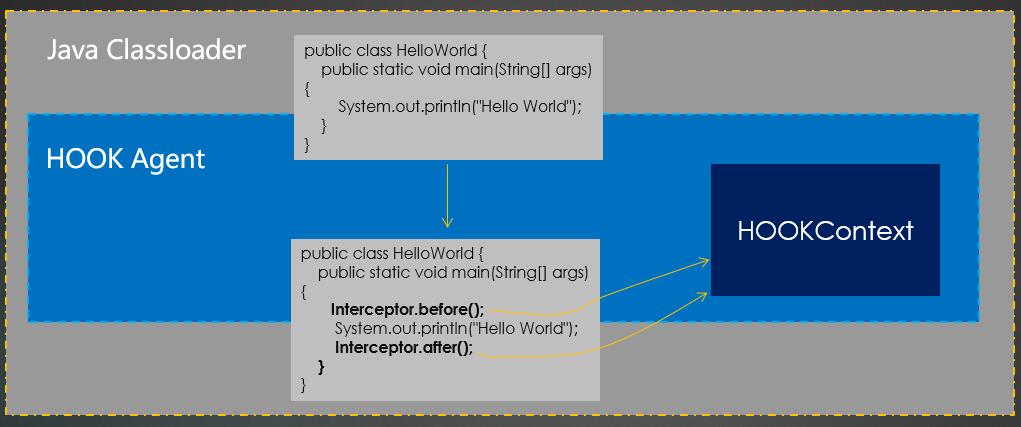 Java Classloader
public class HelloWorld {
public static void main(String[] args)
{
System.out.println("Hello World");
}
}
HOOK Agent
HOOKContext
public class HelloWorld {
public static void main(String[] args)
{
Interceptor.before();
System.out.println("Hello World");
Interceptor.after();
}
}